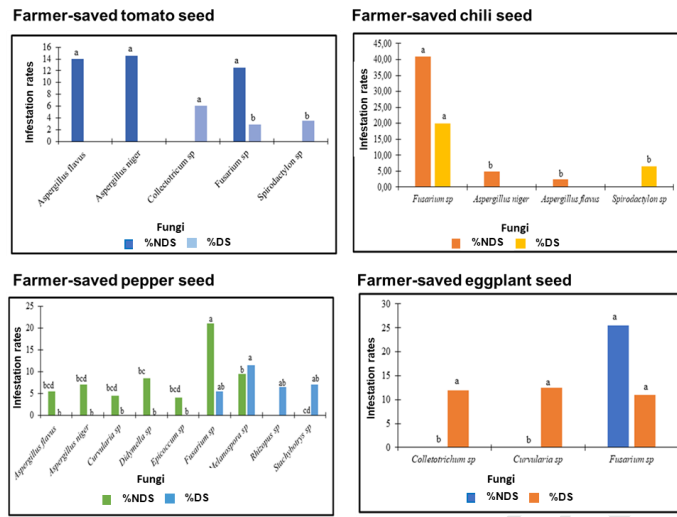 Farmer-saved tomato seed
Infestation rates
16
14
12
10
8
6
4
2
0
a
a
a
a
b
b
Aspergillus flavus
Aspergillus niger
Collectotricum sp
Fusarium sp
Spirodactylon sp
Fungi
%NDS
%DS
Farmer-saved chili seed
Infestation rates
45,00
40,00
35,00
30,00
25,00
20,00
15,00
10,00
5,00
0,00
a
a
b
b
b
Fusarium sp
Aspergillus niger
Aspergillus flavus
Spirodactylon sp
Fungi
%NDS
%DS
Farmer-saved pepper seed
Infestation rates
25
20
15
10
5
0
bcd
b
bcd
b
bcd
b
bc
b
bcd
b
a
ab
b
a
ab
cd
ab
Aspergillus flavus
Aspergillus niger
Curvularia sp
Didymella sp
Epicoccum sp
Fusarium sp
Melanospora sp
Rhizopus sp
Stachybotrys sp
Fungi
%NDS
%DS
Farmer-saved eggplant seed
Infestation rates
30
25
20
15
10
5
0
b
a
b
a
a
a
Colletotrichum sp
Curvularia sp
Fusarium sp
Fungi
%NDS
%DS